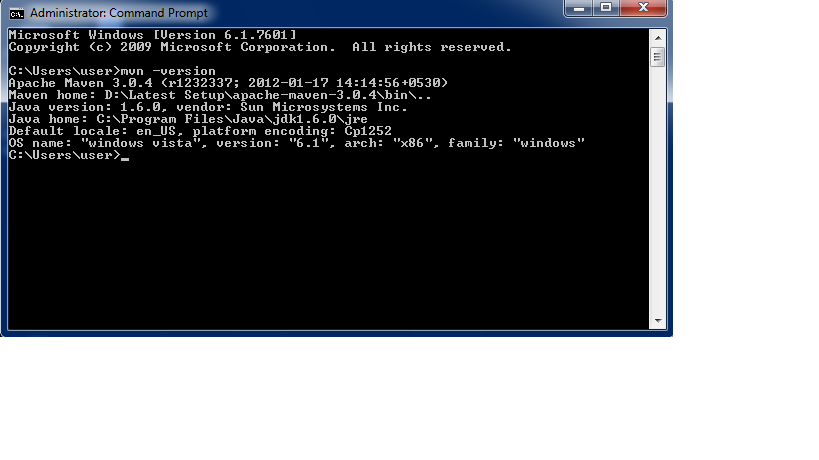 Administrator: Command Prompt
Microsoft Windows [Version 6.1.7601]
Copyright (c) 2009 Microsoft Corporation.  All rights reserved.
C:\Users\user>mvn -version
Apache Maven 3.0.4 (r1232337; 2012-01-17 14:14:56+0530)
Maven home: D:\Latest Setup\apache-maven-3.0.4\bin\..
Java version: 1.6.0, vendor: Sun Microsystems Inc.
Java home: C:\Program Files\Java\jdk1.6.0\jre
Default locale: en_US, platform encoding: Cp1252
OS name: "windows vista", version: "6.1", arch: "x86", family: "windows"
C:\Users\user>_